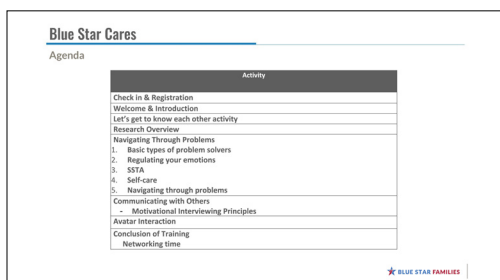 Blue Star Cares
Agenda
Activity
Check in & Registration
Welcome & Introduction
Let's get to know each other activity
Research Overview
Navigating Through Problems
1. Basic types of problem solvers
2. Regulating your emotions
3. SSTA
4. Self-care
5. Navigating through problems
Communicating with Others
- Motivational Interviewing Principles
Avatar Interaction
Conclusion of Training
Networking time
BLUE STAR FAMILIES